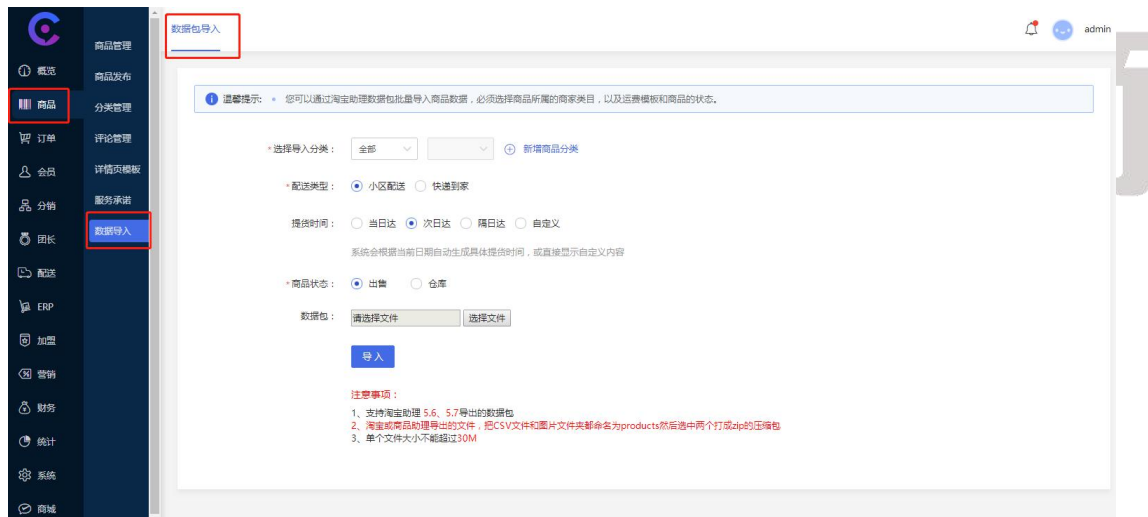 数据包导入
admin
概览
商品
订单
会员
分销
团长
配送
ERP
加盟
营销
财务
统计
系统
商城
商品管理
商品发布
分类管理
评论管理
详情页模板
服务承诺
数据导入
温馨提示： 您可以通过淘宝助理数据包批量导入商品数据，必须选择商品所属的商家类目，以及运费模板和商品的状态。
*选择导入分类： 全部 新增商品分类
*配送类型： 小区配送 快递到家
提货时间： 当日达 次日达 隔日达 自定义
系统会根据当前日期自动生成具体提货时间，或直接显示自定义内容
*商品状态： 出售 仓库
数据包： 请选择文件 选择文件
导入
注意事项：
1、支持淘宝助理 5.6、5.7导出的数据包
2、淘宝或商品助理导出的文件，把CSV文件和图片文件夹都命名为products然后选中两个打成zip的压缩包
3、单个文件大小不能超过30M